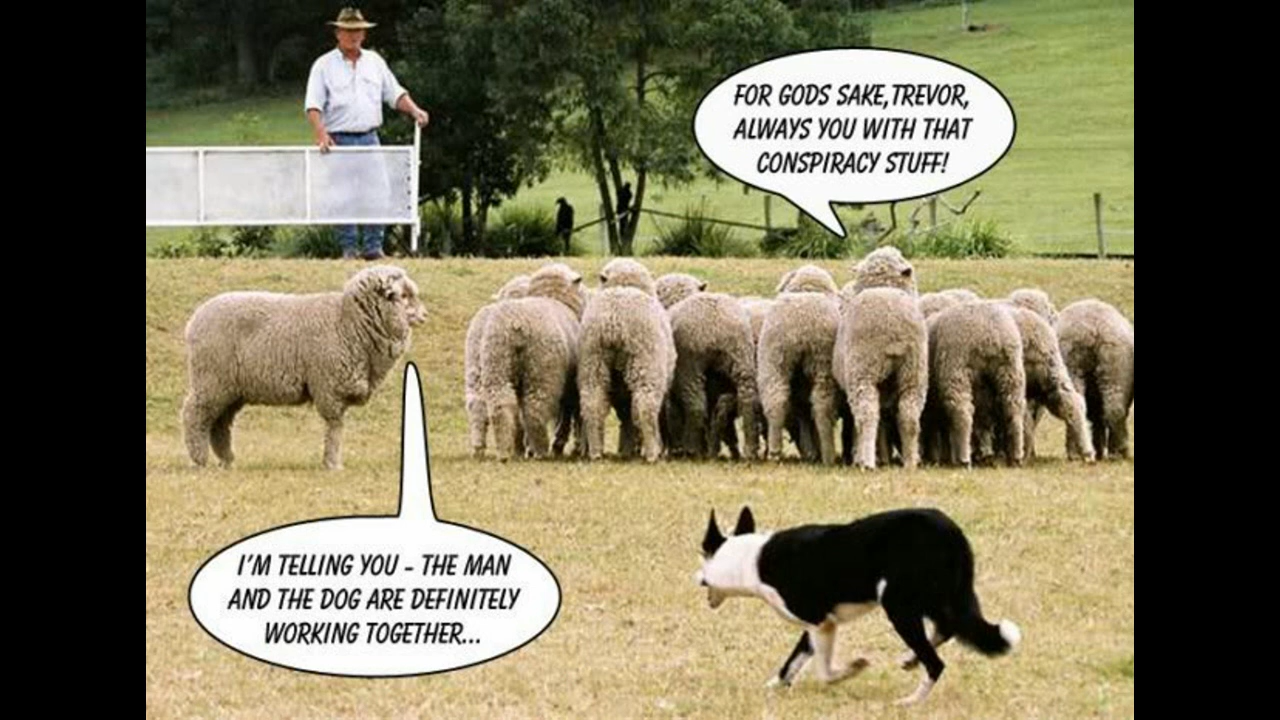 FOR GODS SAKE,TREVOR,
ALWAYS YOU WITH THAT
CONSPIRACY STUFF!
I'M TELLING YOU - THE MAN
AND THE DOG ARE DEFINITELY
WORKING TOGETHER...